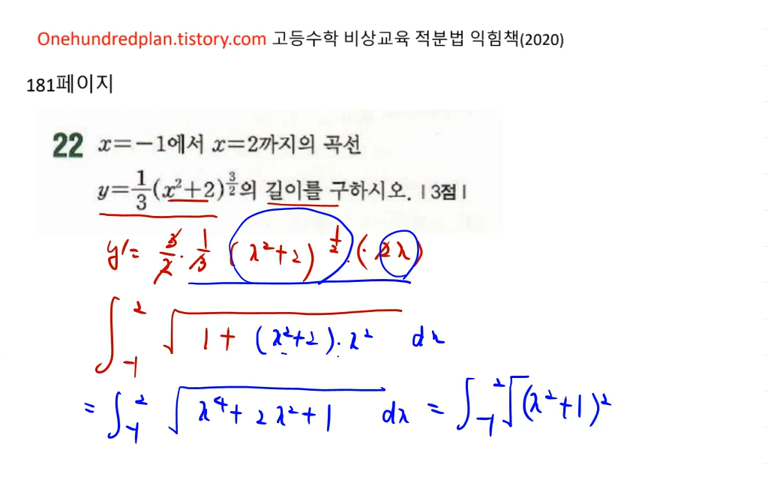 Onehundredplan.tistory.com 고등수학 비상교육 적분법 익힘책(2020)
181페이지
22 x=-1에서 x=2까지의 곡선
y=1/3(x²+2)^(3/2)의 길이를 구하시오. | 3점 |
y'= 3/2 · 1/3 (x²+2)^(1/2) · (·2x)
∫_{-1}^{2} √(1+(x²+2)·x²) dx
= ∫_{-1}^{2} √(x⁴+2x²+1) dx = ∫_{-1}^{2} √(x²+1)²